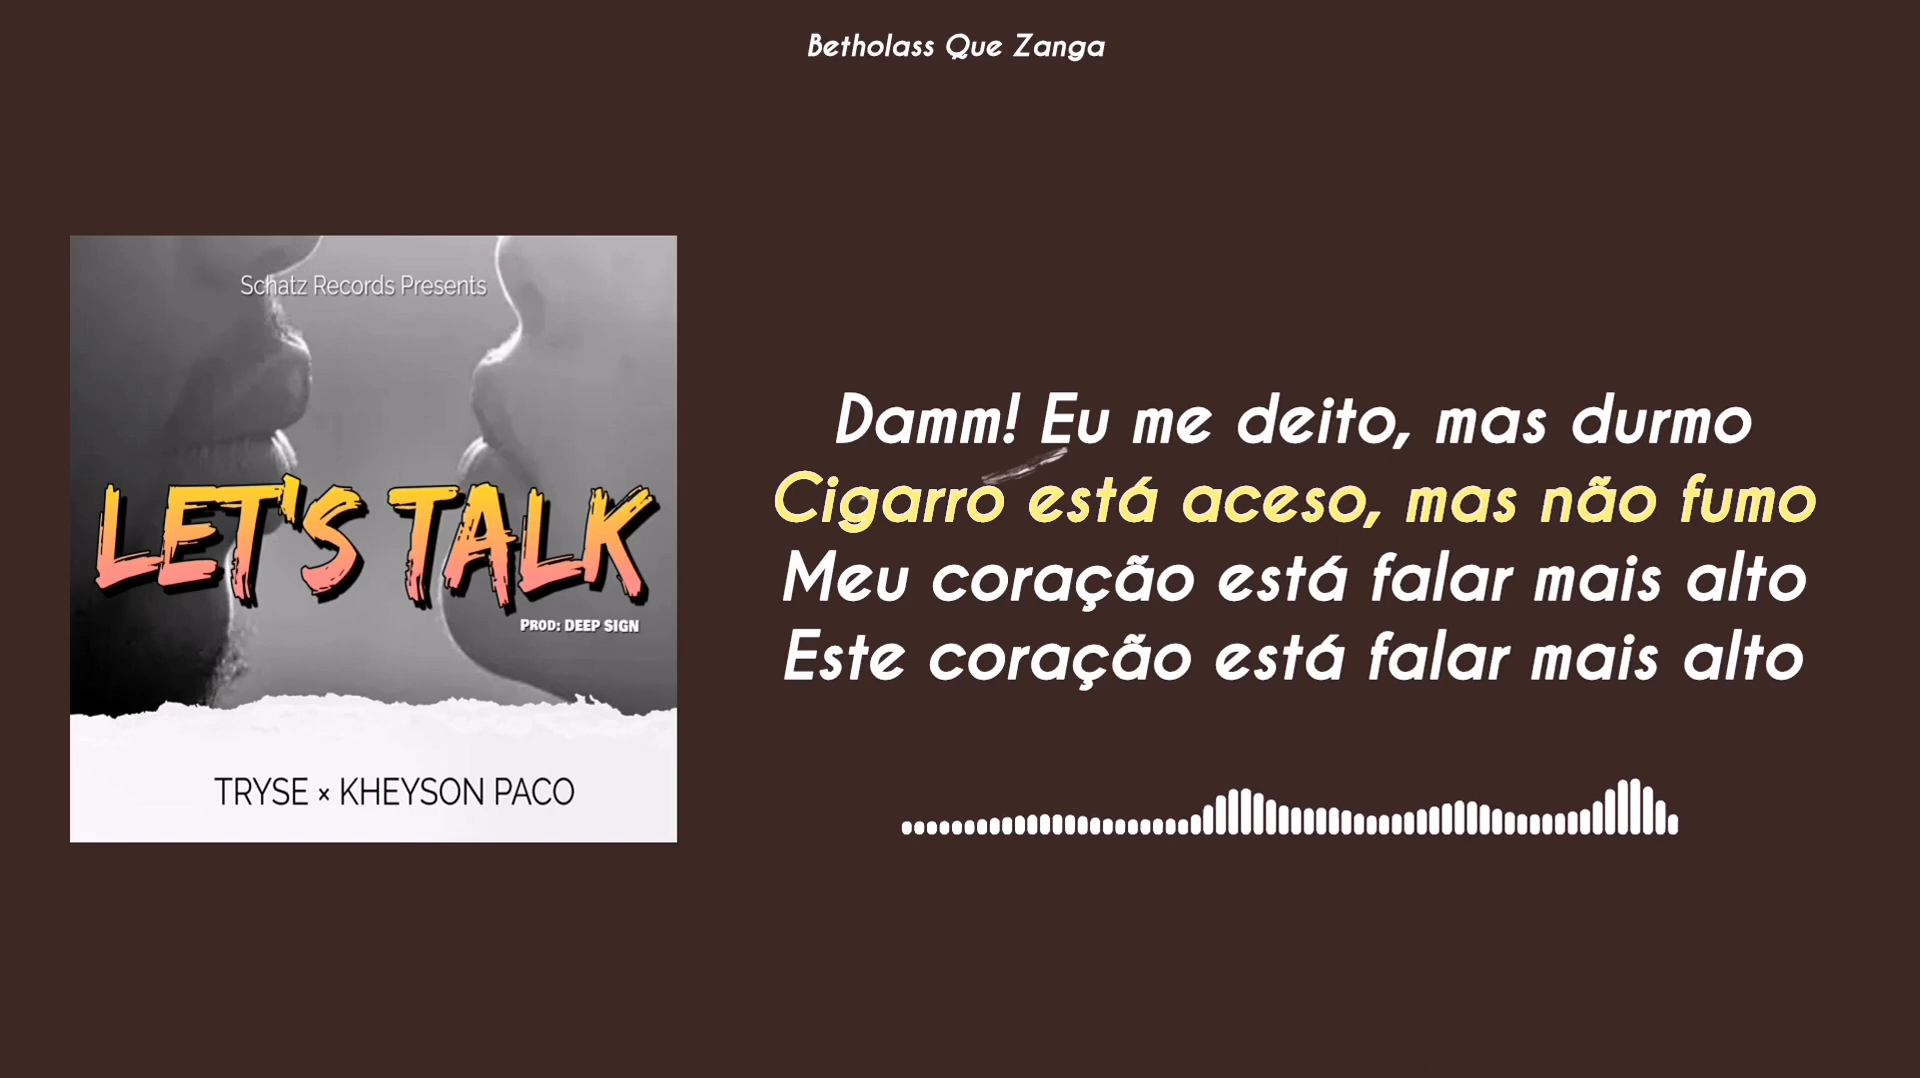 Betholass Que Zanga
Schatz Records Presents
LET'S TALK
PROD: DEEP SIGN
TRYSE × KHEYSON PACO
Damm! Eu me deito, mas durmo
Cigarro está aceso, mas não fumo
Meu coração está falar mais alto
Este coração está falar mais alto